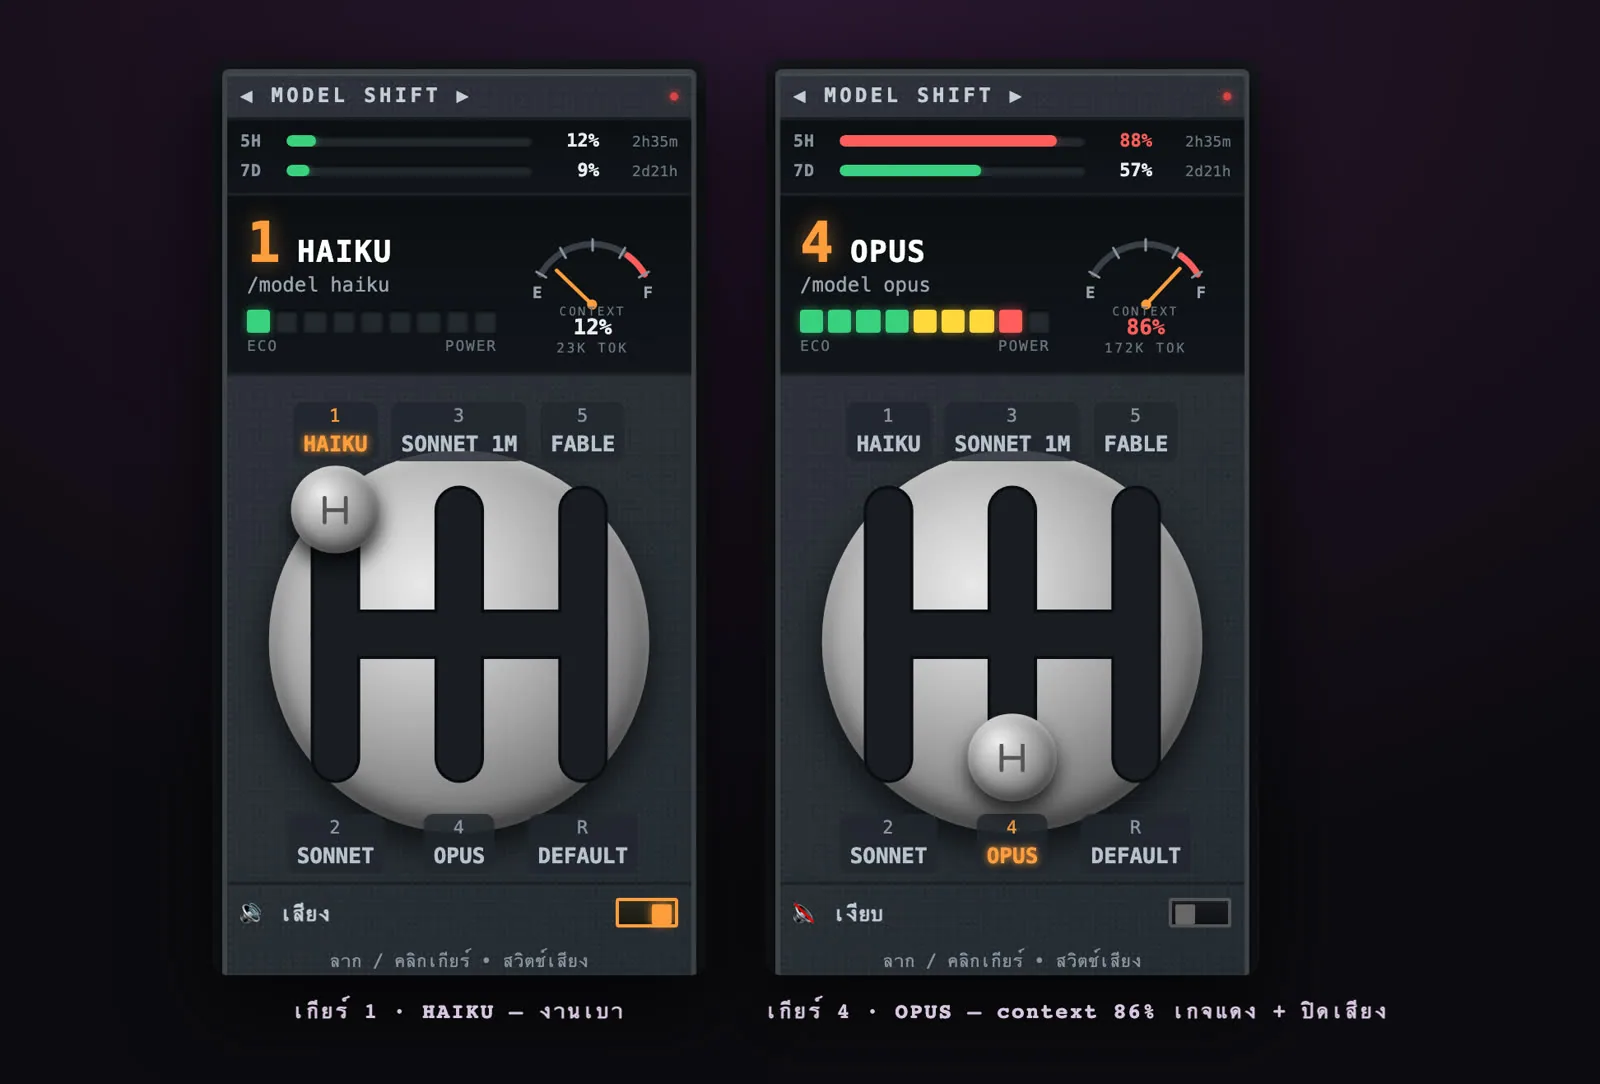 ◀ MODEL SHIFT ▶
5H 12% 2h35m
7D 9% 2d21h
1 HAIKU
/model haiku
ECO POWER
E F
CONTEXT
12%
23K TOK
1 3 5
HAIKU SONNET 1M FABLE
H
2 4 R
SONNET OPUS DEFAULT
เสียง
ลาก / คลิกเกียร์ • สวิตช์เสียง
เกียร์ 1 · HAIKU — งานเบา
◀ MODEL SHIFT ▶
5H 88% 2h35m
7D 57% 2d21h
4 OPUS
/model opus
ECO POWER
E F
CONTEXT
86%
172K TOK
1 3 5
HAIKU SONNET 1M FABLE
H
2 4 R
SONNET OPUS DEFAULT
เงียบ
ลาก / คลิกเกียร์ • สวิตช์เสียง
เกียร์ 4 · OPUS — context 86% เกจแดง + ปิดเสียง